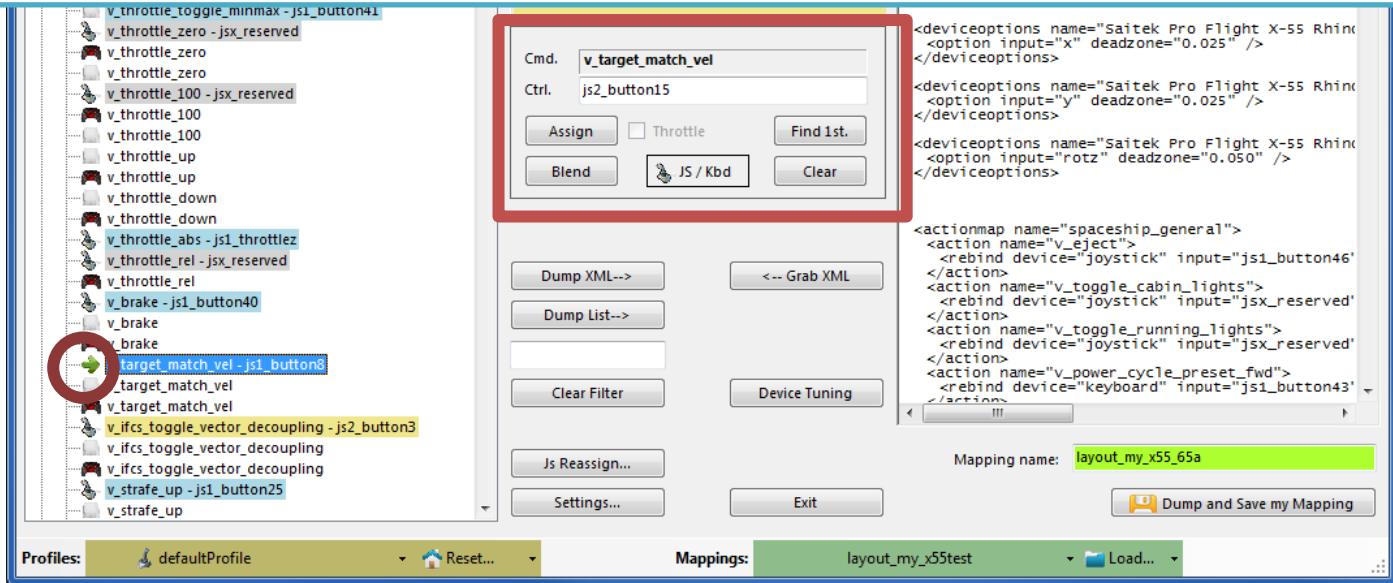 v_throttle_toggle_minmax - js1_button41
v_throttle_zero - jsx_reserved
v_throttle_zero
v_throttle_zero
v_throttle_100 - jsx_reserved
v_throttle_100
v_throttle_100
v_throttle_up
v_throttle_up
v_throttle_down
v_throttle_down
v_throttle_abs - js1_throttlez
v_throttle_rel - jsx_reserved
v_throttle_rel
v_brake - js1_button40
v_brake
v_brake
_target_match_vel - js1_button8
_target_match_vel
v_target_match_vel
v_ifcs_toggle_vector_decoupling - js2_button3
v_ifcs_toggle_vector_decoupling
v_ifcs_toggle_vector_decoupling
v_strafe_up - js1_button25
v_strafe_up
Cmd. v_target_match_vel
Ctrl. js2_button15
Assign Throttle Find 1st.
Blend JS / Kbd Clear
Dump XML--> <-- Grab XML
Dump List-->
Clear Filter Device Tuning
Js Reassign...
Settings... Exit
<deviceoptions name="Saitek Pro Flight X-55 Rhino
<option input="x" deadzone="0.025" />
</deviceoptions>
<deviceoptions name="Saitek Pro Flight X-55 Rhino
<option input="y" deadzone="0.025" />
</deviceoptions>
<deviceoptions name="Saitek Pro Flight X-55 Rhino
<option input="rotz" deadzone="0.050" />
</deviceoptions>
<actionmap name="spaceship_general">
<action name="v_eject">
<rebind device="joystick" input="js1_button46"
</action>
<action name="v_toggle_cabin_lights">
<rebind device="joystick" input="jsx_reserved"
</action>
<action name="v_toggle_running_lights">
<rebind device="joystick" input="jsx_reserved"
</action>
<action name="v_power_cycle_preset_fwd">
<rebind device="keyboard" input="js1_button43"
</action>
Mapping name: layout_my_x55_65a
Dump and Save my Mapping
Profiles: defaultProfile Reset... Mappings: layout_my_x55test Load...